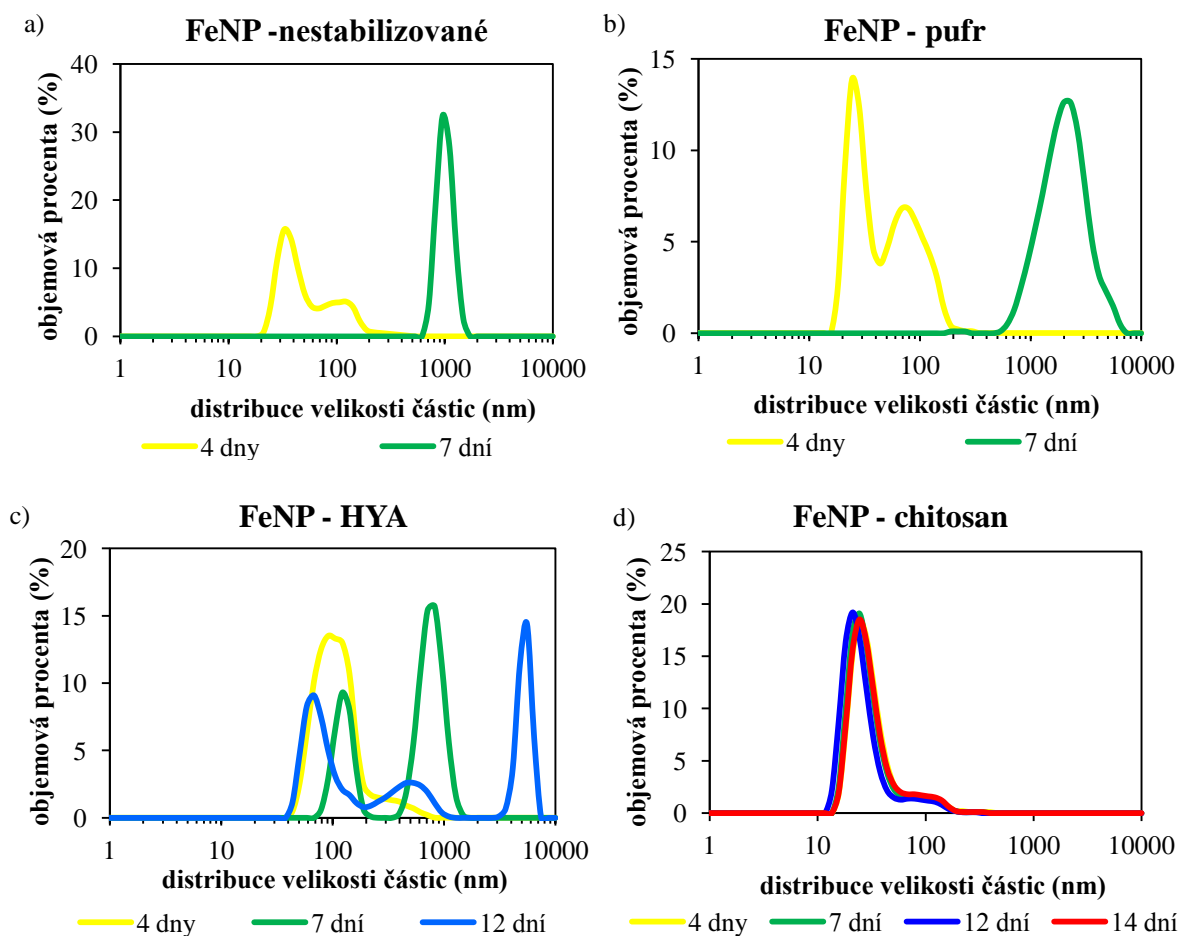 a)
FeNP -nestabilizované
objemová procenta (%)
40
30
20
10
0
1 10 100 1000 10000
distribuce velikosti částic (nm)
4 dny 7 dní
b)
FeNP - pufr
objemová procenta (%)
15
10
5
0
1 10 100 1000 10000
distribuce velikosti částic (nm)
4 dny 7 dní
c)
FeNP - HYA
objemová procenta (%)
20
15
10
5
0
1 10 100 1000 10000
distribuce velikosti částic (nm)
4 dny 7 dní 12 dní
d)
FeNP - chitosan
objemová procenta (%)
25
20
15
10
5
0
1 10 100 1000 10000
distribuce velikosti částic (nm)
4 dny 7 dní 12 dní 14 dní